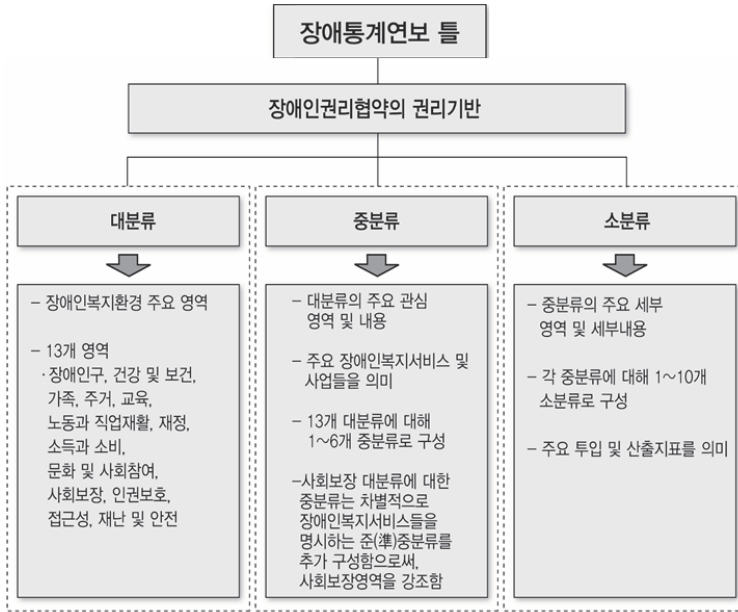 장애통계연보 틀
장애인권리협약의 권리기반
대분류
– 장애인복지환경 주요 영역
– 13개 영역
· 장애인구, 건강 및 보건,
가족, 주거, 교육,
노동과 직업재활, 재정,
소득과 소비,
문화 및 사회참여,
사회보장, 인권보호,
접근성, 재난 및 안전
중분류
– 대분류의 주요 관심
영역 및 내용
– 주요 장애인복지서비스 및
사업들을 의미
– 13개 대분류에 대해
1~6개 중분류로 구성
–사회보장 대분류에 대한
중분류는 차별적으로
장애인복지서비스들을
명시하는 준(準)중분류를
추가 구성함으로써,
사회보장영역을 강조함
소분류
– 중분류의 주요 세부
영역 및 세부내용
– 각 중분류에 대해 1~10개
소분류로 구성
– 주요 투입 및 산출지표를 의미